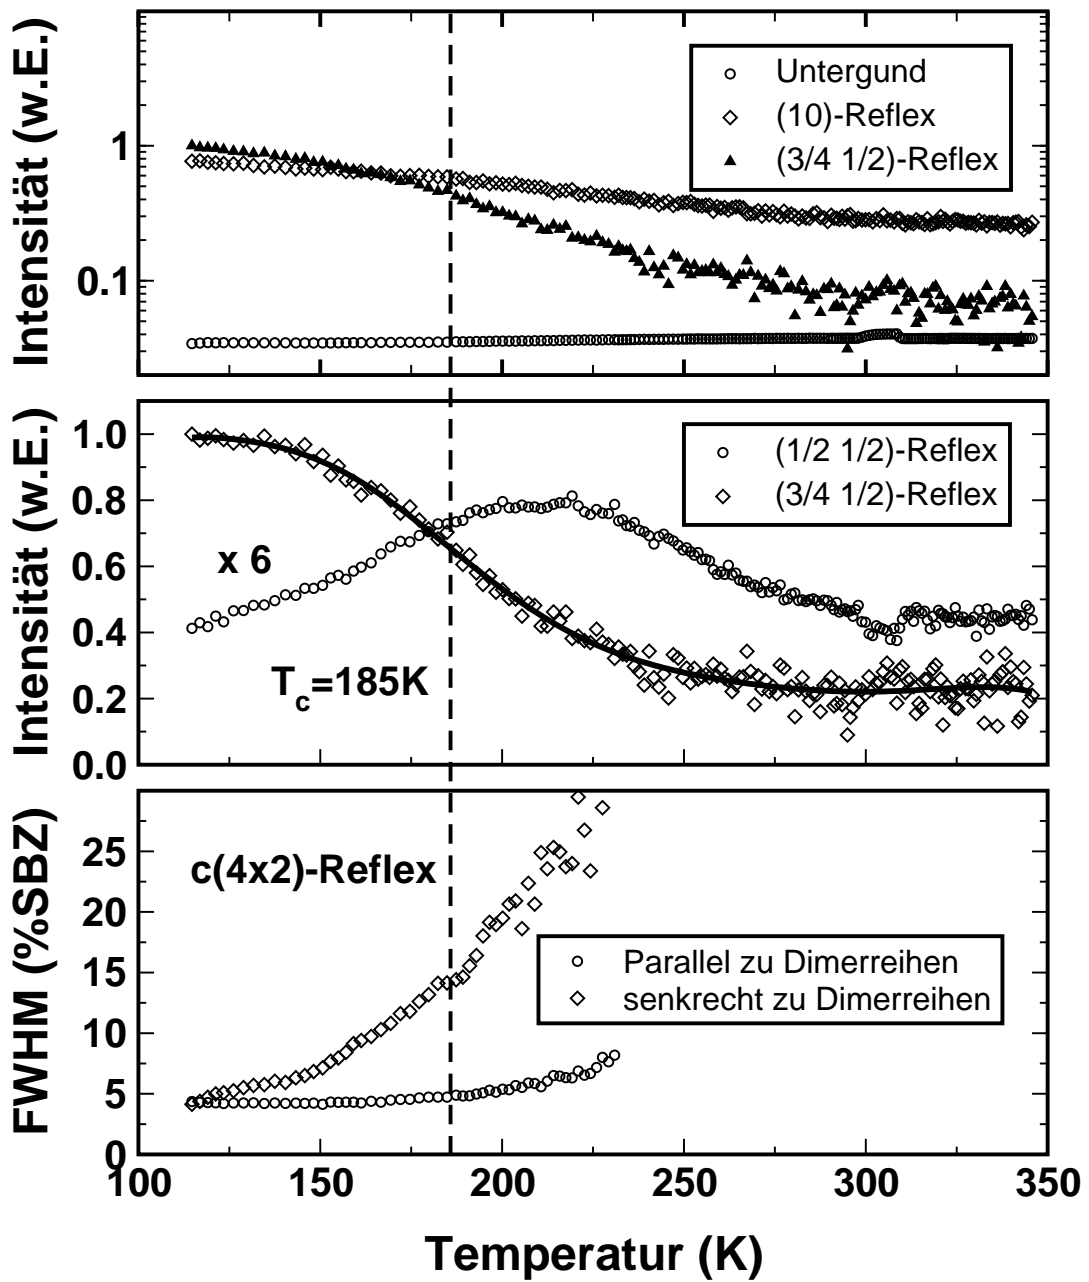 Intensität (w.E.)
1
0.1
Untergund
(10)-Reflex
(3/4 1/2)-Reflex
Intensität (w.E.)
1.0
0.8
0.6
0.4
0.2
0.0
(1/2 1/2)-Reflex
(3/4 1/2)-Reflex
x 6
Tc=185K
FWHM (%SBZ)
25
20
15
10
5
0
c(4x2)-Reflex
Parallel zu Dimerreihen
senkrecht zu Dimerreihen
100 150 200 250 300 350
Temperatur (K)